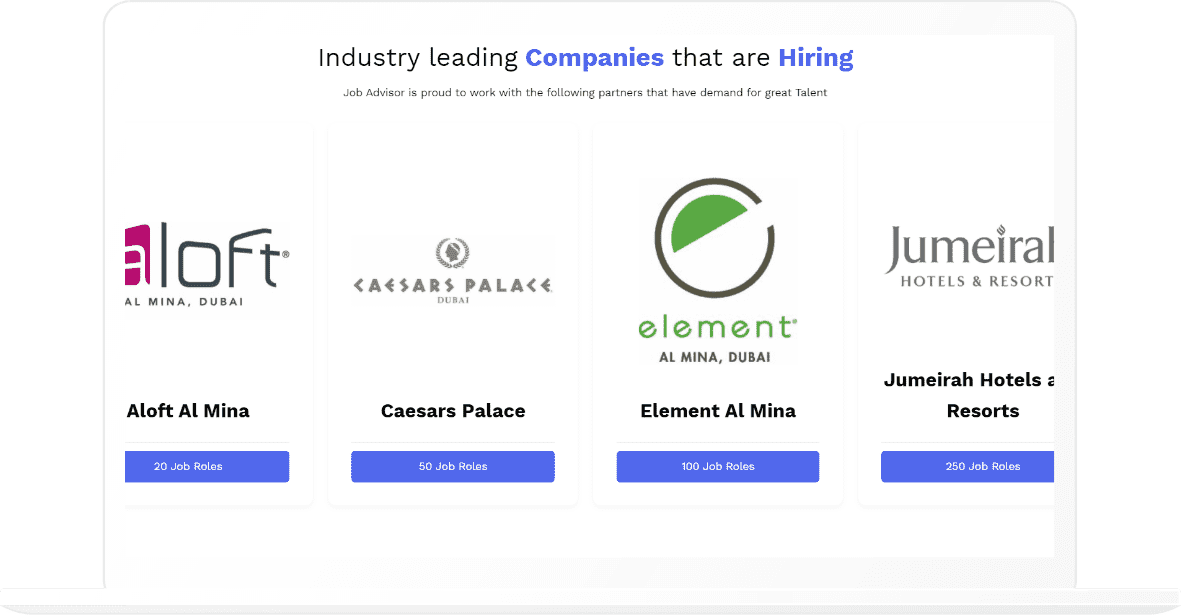 Industry leading Companies that are Hiring
Job Advisor is proud to work with the following partners that have demand for great Talent
aloft®
AL MINA, DUBAI
Aloft Al Mina
20 Job Roles
CAESARS PALACE
DUBAI
Caesars Palace
50 Job Roles
element®
AL MINA, DUBAI
Element Al Mina
100 Job Roles
Jumeirah
HOTELS & RESORT
Jumeirah Hotels a
Resorts
250 Job Roles